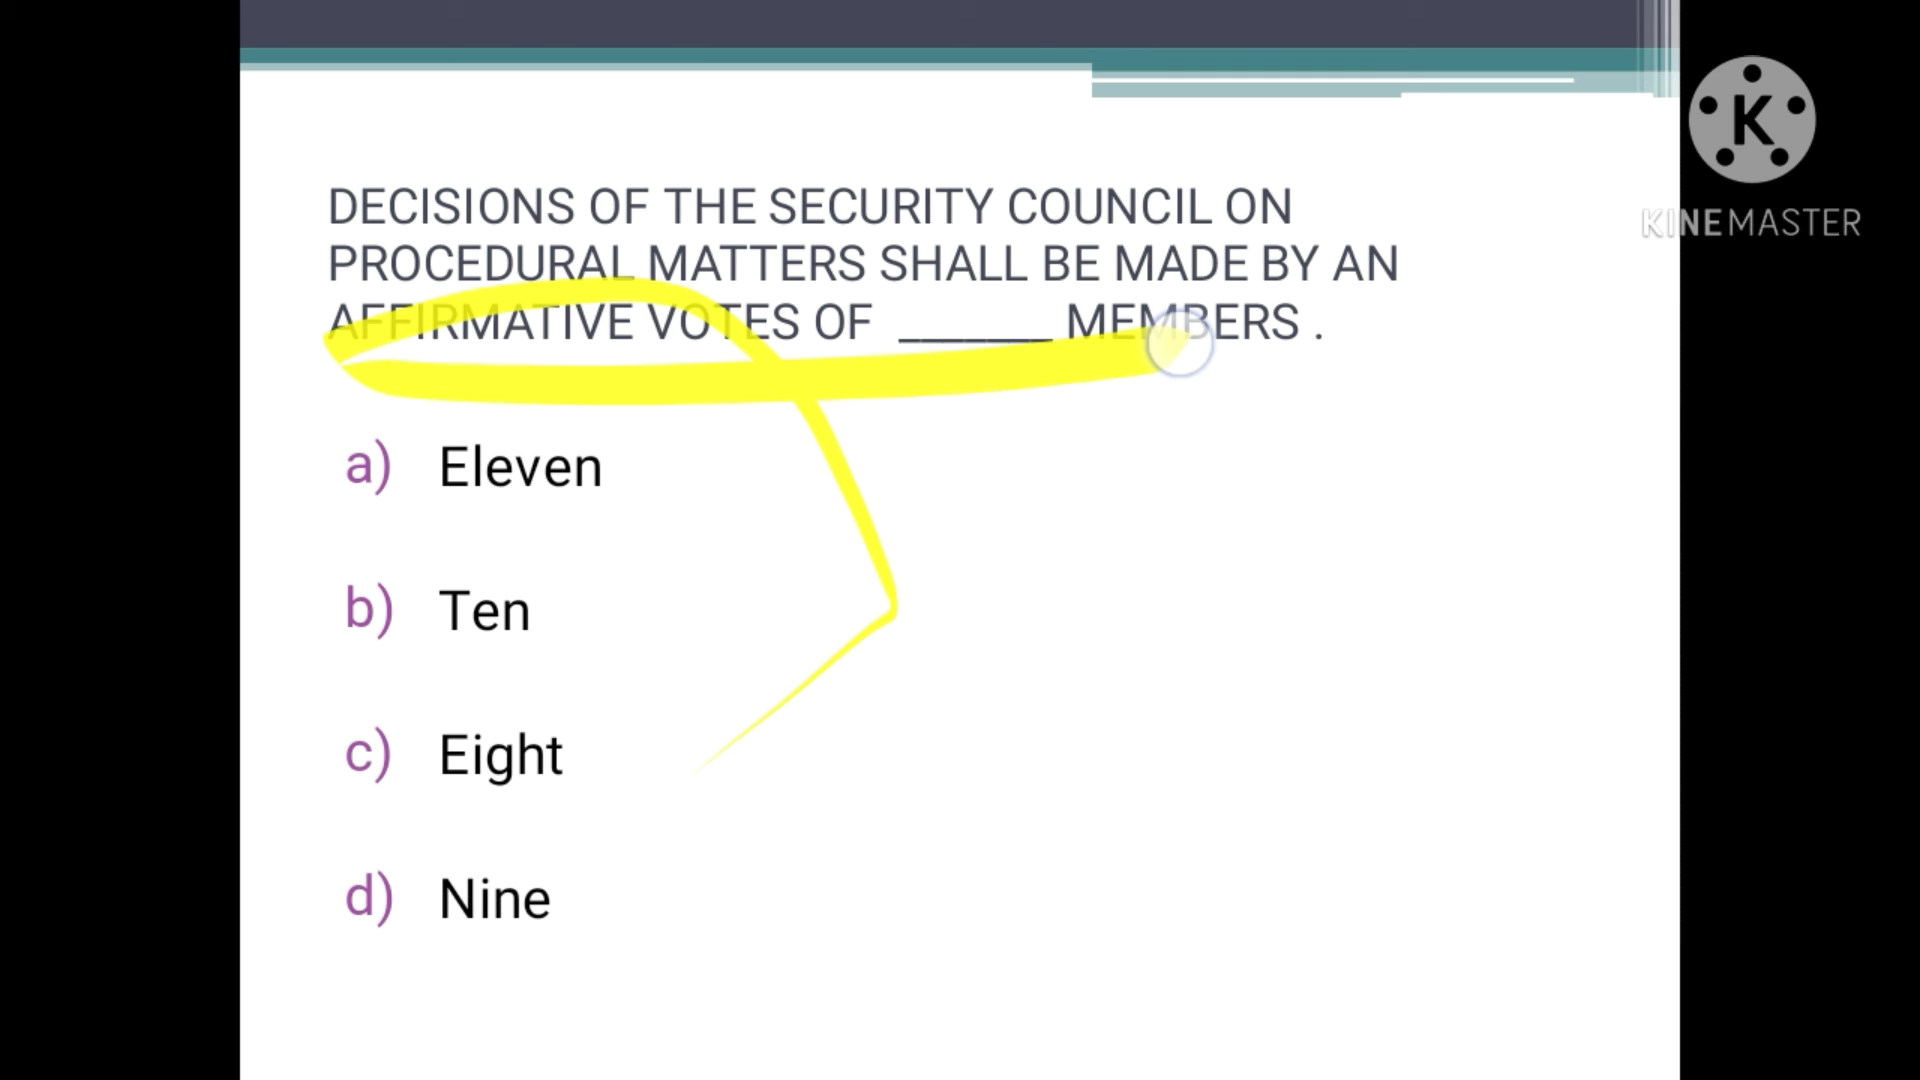 DECISIONS OF THE SECURITY COUNCIL ON
PROCEDURAL MATTERS SHALL BE MADE BY AN
AFFIRMATIVE VOTES OF ______ MEMBERS .
a) Eleven
b) Ten
c) Eight
d) Nine
K
KINEMASTER